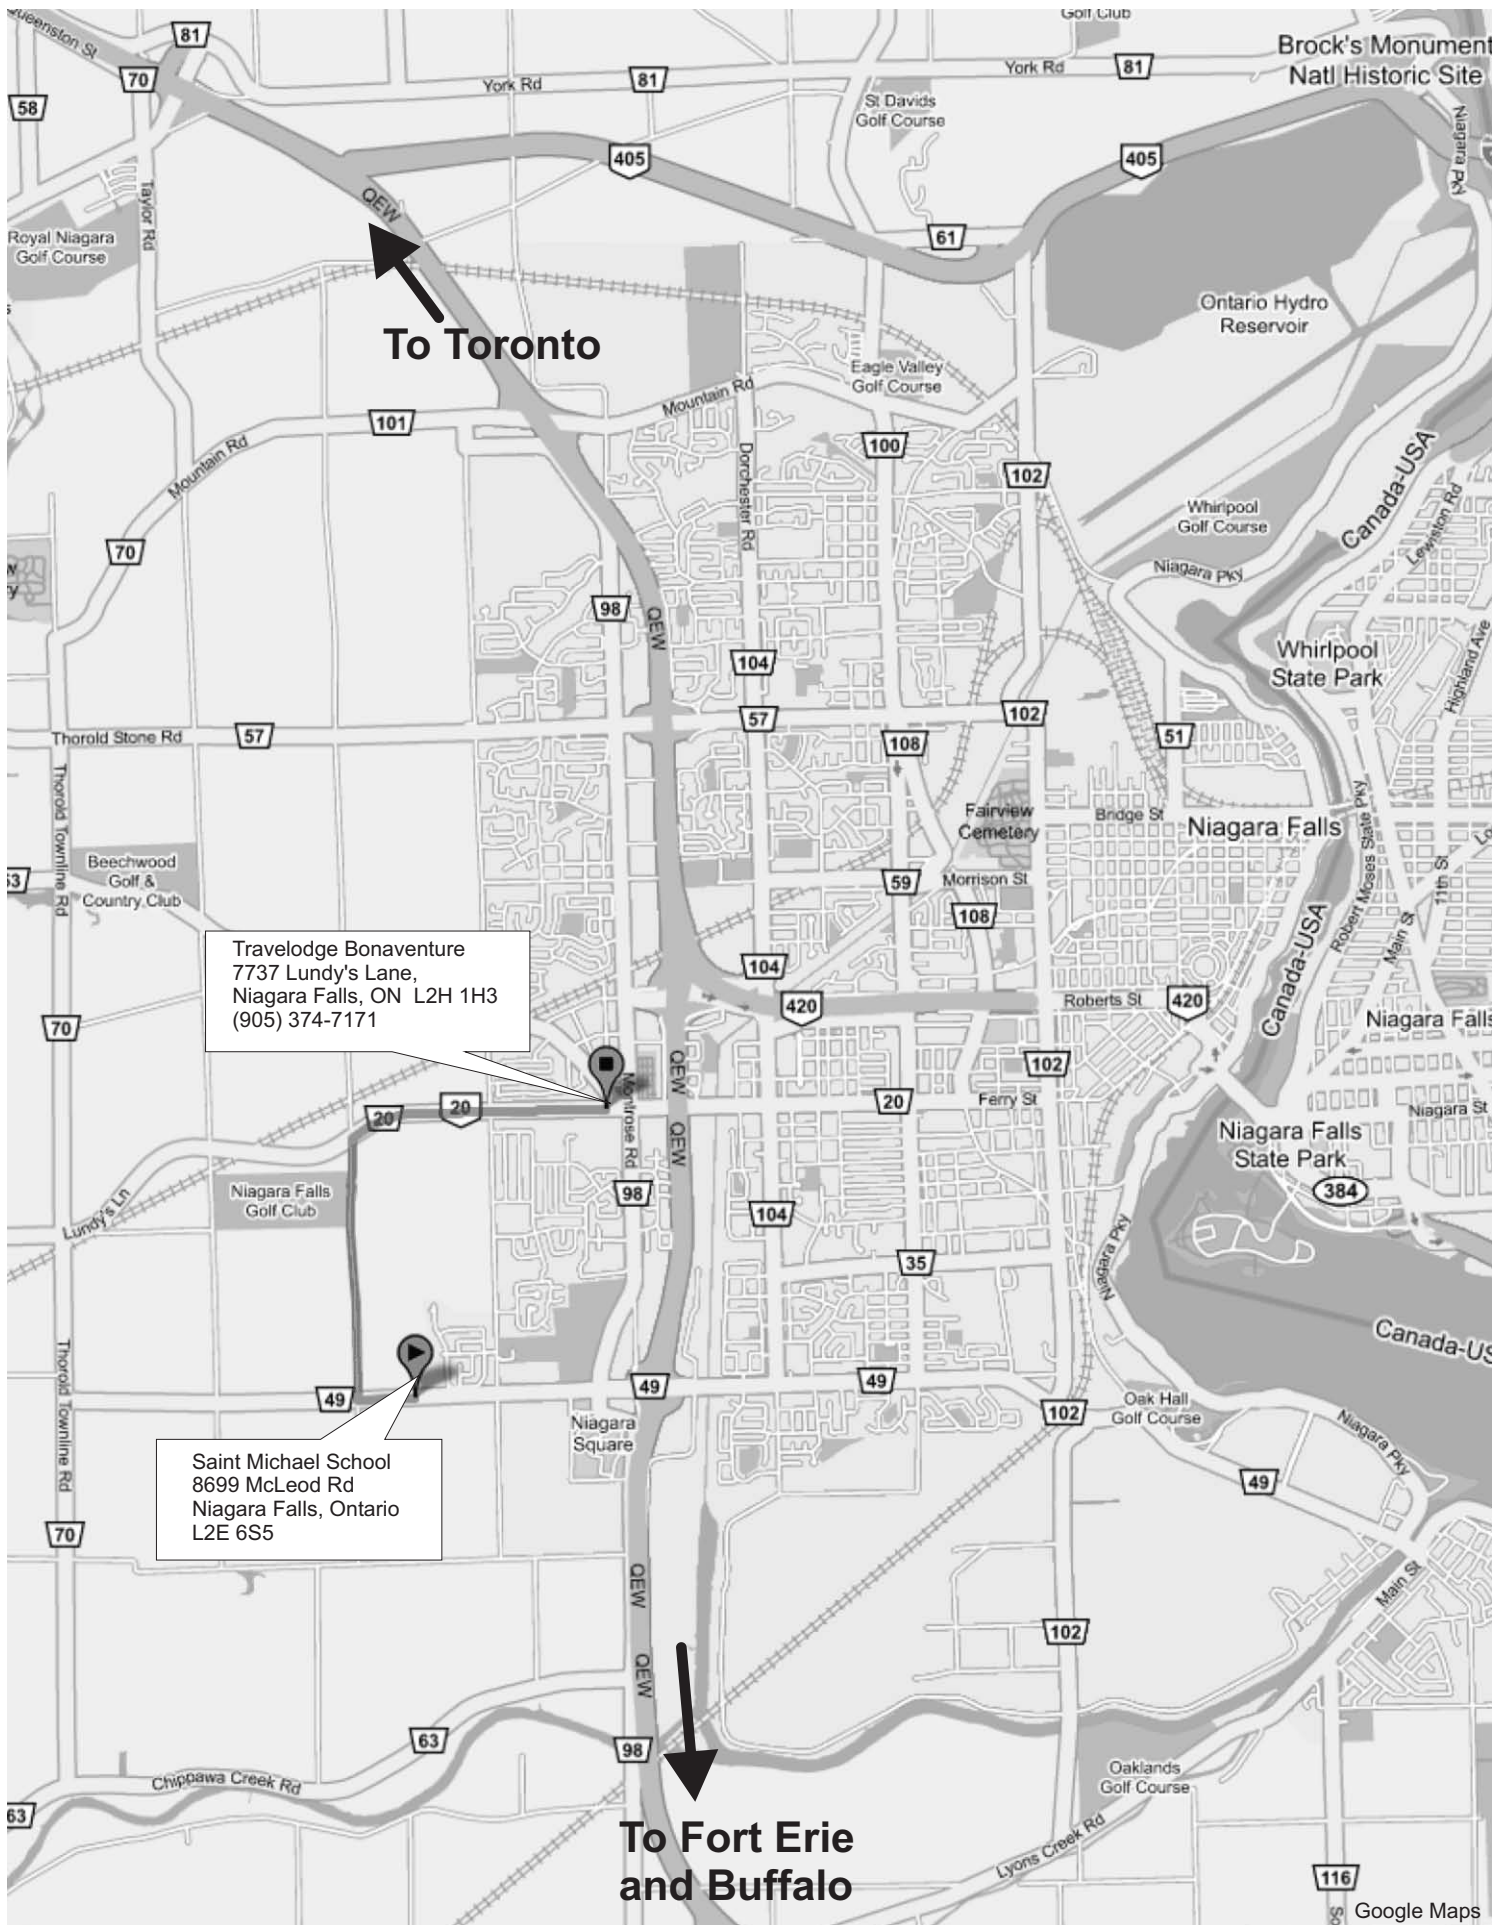 Queenston St
81
70
58
York Rd
81
York Rd
81
Golf Club
Brock's Monument
Natl Historic Site
St Davids
Golf Course
405
405
Niagara Pky
Taylor Rd
QEW
Royal Niagara
Golf Course
61
Ontario Hydro
Reservoir
To Toronto
Eagle Valley
Golf Course
Mountain Rd
101
Mountain Rd
Dorchester Rd
100
102
Canada-USA
Lewiston Rd
Whirlpool
Golf Course
70
Niagara Pky
98
QEW
104
Whirlpool
State Park
Highland Ave
Thorold Stone Rd
57
57
102
108
51
Thorold Townline Rd
Fairview
Cemetery
Bridge St
Niagara Falls
Robert Moses State Pky
Beechwood
Golf &
Country Club
53
59
Morrison St
108
11th St
Main St
Canada-USA
Travelodge Bonaventure
7737 Lundy's Lane,
Niagara Falls, ON L2H 1H3
(905) 374-7171
104
420
Roberts St
420
Niagara Falls
70
QEW
Montrose Rd
102
20
20
20
Ferry St
Niagara St
QEW
Niagara Falls
State Park
384
Niagara Falls
Golf Club
Lundy's Ln
98
104
35
Niagara Pky
Canada-US
Thorold Townline Rd
49
49
49
102
Oak Hall
Golf Course
Niagara
Square
Niagara Pky
Saint Michael School
8699 McLeod Rd
Niagara Falls, Ontario
L2E 6S5
49
70
QEW
Main St
102
QEW
63
98
Chippawa Creek Rd
63
Oaklands
Golf Course
To Fort Erie
and Buffalo
Lyons Creek Rd
116
So
Google Maps